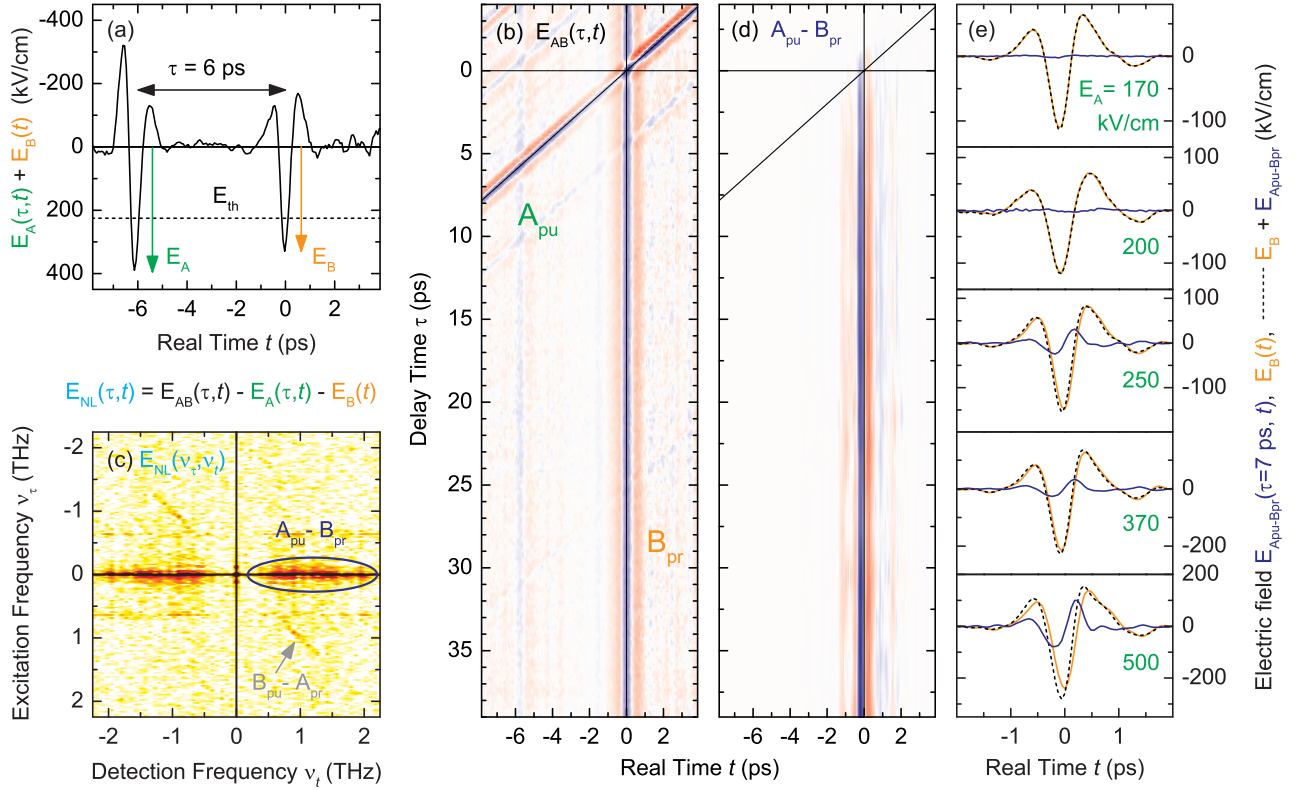 (a)
-400
-200
0
200
400
τ = 6 ps
E_th
E_A
E_B
E_A(τ,t) + E_B(t) (kV/cm)
-6 -4 -2 0 2
Real Time t (ps)
E_NL(τ,t) = E_AB(τ,t) - E_A(τ,t) - E_B(t)
(c) E_NL(ν_τ,ν_t)
-2
-1
0
1
2
A_pu - B_pr
B_pu - A_pr
Excitation Frequency ν_τ (THz)
-2 -1 0 1 2
Detection Frequency ν_t (THz)
(b) E_AB(τ,t)
0
5
10
15
20
25
30
35
A_pu
B_pr
Delay Time τ (ps)
-6 -4 -2 0 2
(d) A_pu - B_pr
-6 -4 -2 0 2
Real Time t (ps)
(e)
E_A = 170
kV/cm
0
-100
100
200
0
-100
100
250
0
-100
370
0
-200
200
500
0
-200
-1 0 1
Real Time t (ps)
Electric field E_Apu-Bpr(τ=7 ps, t), E_B(t), ------- E_B + E_Apu-Bpr (kV/cm)